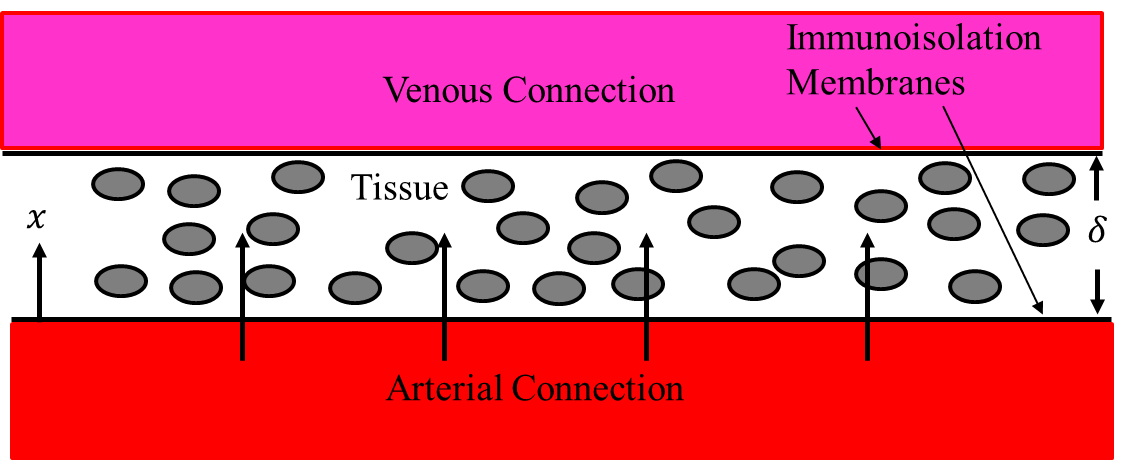 Immunoisolation
Membranes
Venous Connection
Tissue
x
δ
Arterial Connection